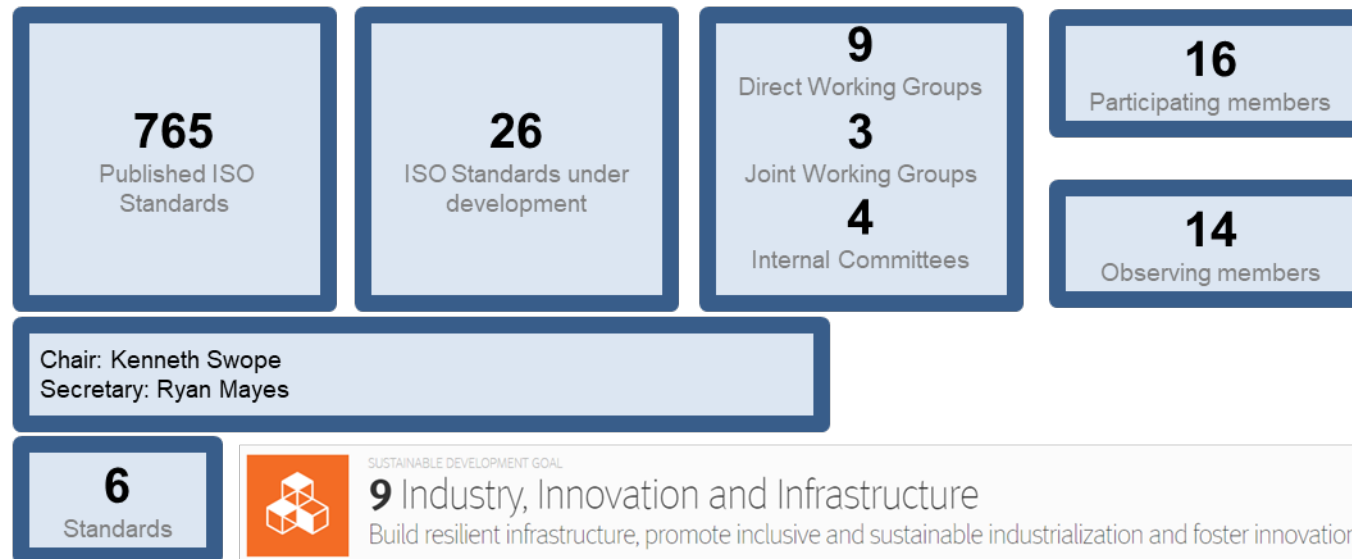 765
Published ISO
Standards
26
ISO Standards under
development
9
Direct Working Groups
3
Joint Working Groups
4
Internal Committees
16
Participating members
14
Observing members
Chair: Kenneth Swope
Secretary: Ryan Mayes
6
Standards
SUSTAINABLE DEVELOPMENT GOAL
9 Industry, Innovation and Infrastructure
Build resilient infrastructure, promote inclusive and sustainable industrialization and foster innovation